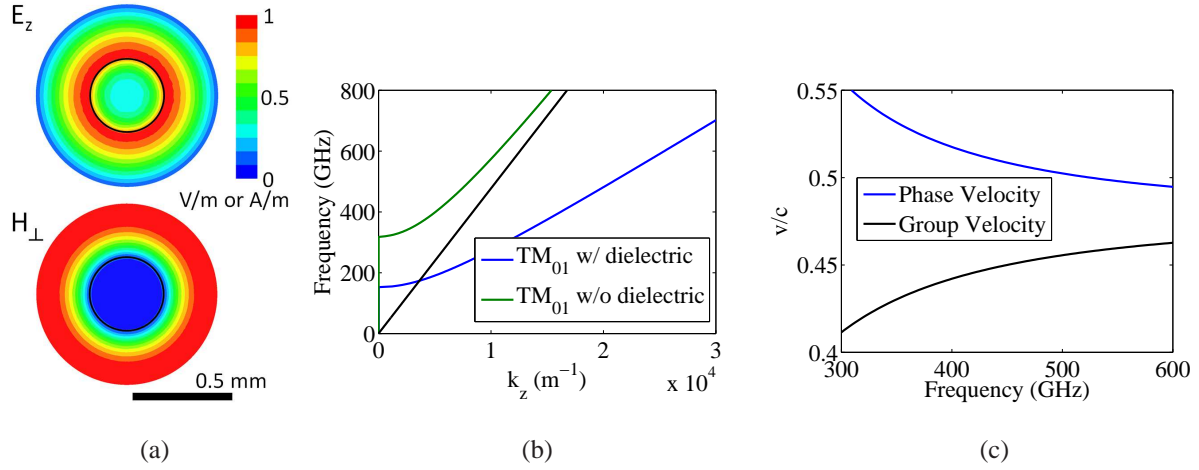 E_z
1
0.5
0
V/m or A/m
H_⊥
0.5 mm
(a)
Frequency (GHz)
800
600
400
200
0
TM_01 w/ dielectric
TM_01 w/o dielectric
0 1 2 3
k_z (m^-1)
x 10^4
(b)
v/c
0.55
0.5
0.45
0.4
Phase Velocity
Group Velocity
300 400 500 600
Frequency (GHz)
(c)